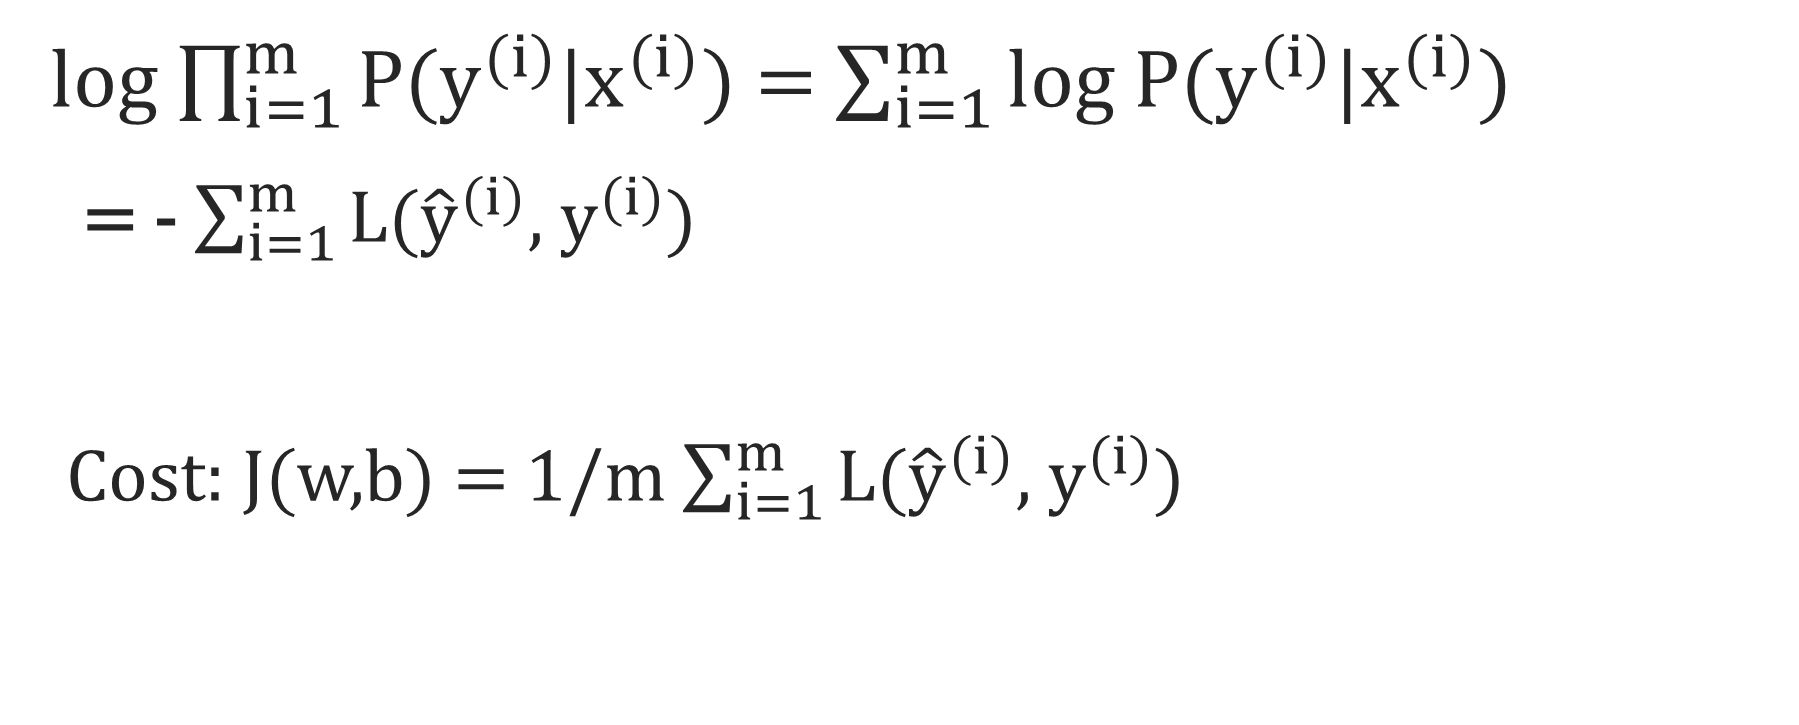 log ∏ᵢ₌₁ᵐ P(y⁽ⁱ⁾|x⁽ⁱ⁾) = ∑ᵢ₌₁ᵐ log P(y⁽ⁱ⁾|x⁽ⁱ⁾)
= - ∑ᵢ₌₁ᵐ L(ŷ⁽ⁱ⁾, y⁽ⁱ⁾)
Cost: J(w,b) = 1/m ∑ᵢ₌₁ᵐ L(ŷ⁽ⁱ⁾, y⁽ⁱ⁾)